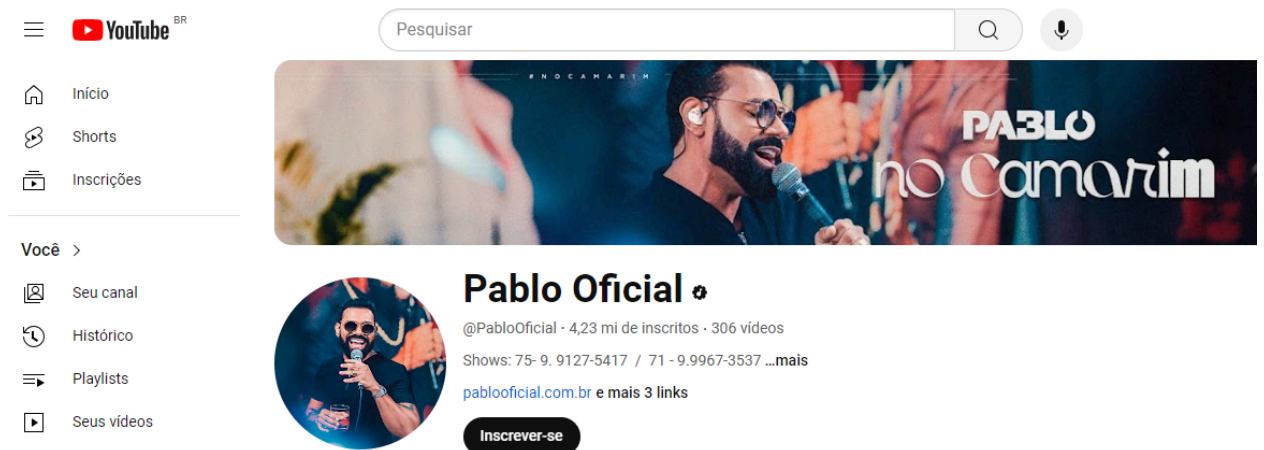 YouTube BR
Pesquisar
Início
Shorts
Inscrições
Você
Seu canal
Histórico
Playlists
Seus vídeos
#NOCAMARIM
PABLO
no Camarim
Pablo Oficial
@PabloOficial · 4,23 mi de inscritos · 306 vídeos
Shows: 75- 9. 9127-5417 / 71 - 9.9967-3537 ...mais
pablooficial.com.br e mais 3 links
Inscrever-se